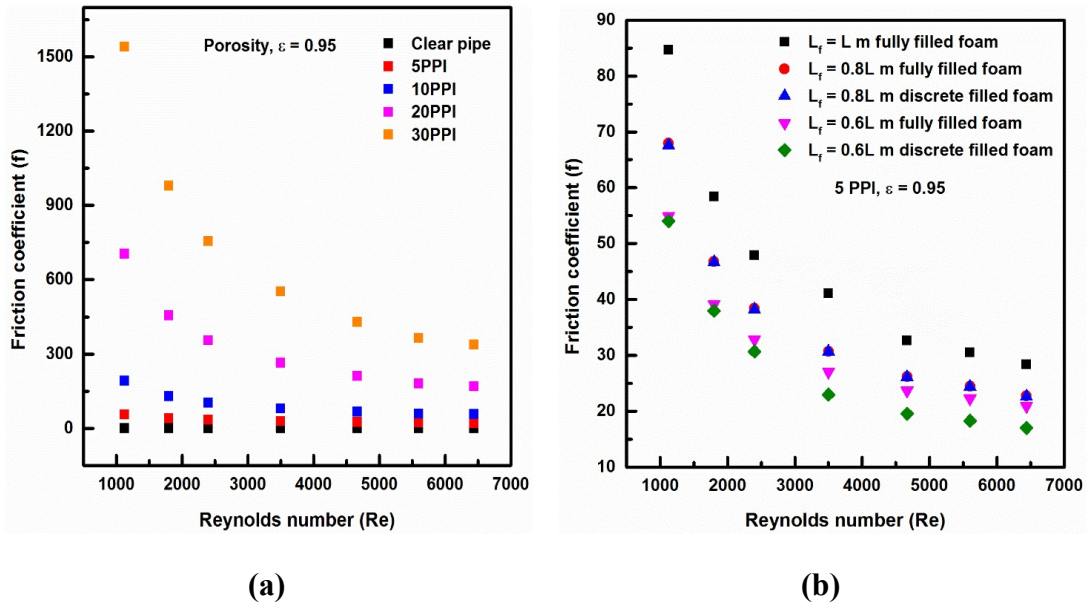 Porosity, ε = 0.95
Clear pipe
5PPI
10PPI
20PPI
30PPI
1500
1200
900
600
300
0
Friction coefficient (f)
1000 2000 3000 4000 5000 6000 7000
Reynolds number (Re)
(a)
L_f = L m fully filled foam
L_f = 0.8L m fully filled foam
L_f = 0.8L m discrete filled foam
L_f = 0.6L m fully filled foam
L_f = 0.6L m discrete filled foam
5 PPI, ε = 0.95
90
80
70
60
50
40
30
20
10
Friction coefficient (f)
1000 2000 3000 4000 5000 6000 7000
Reynolds number (Re)
(b)